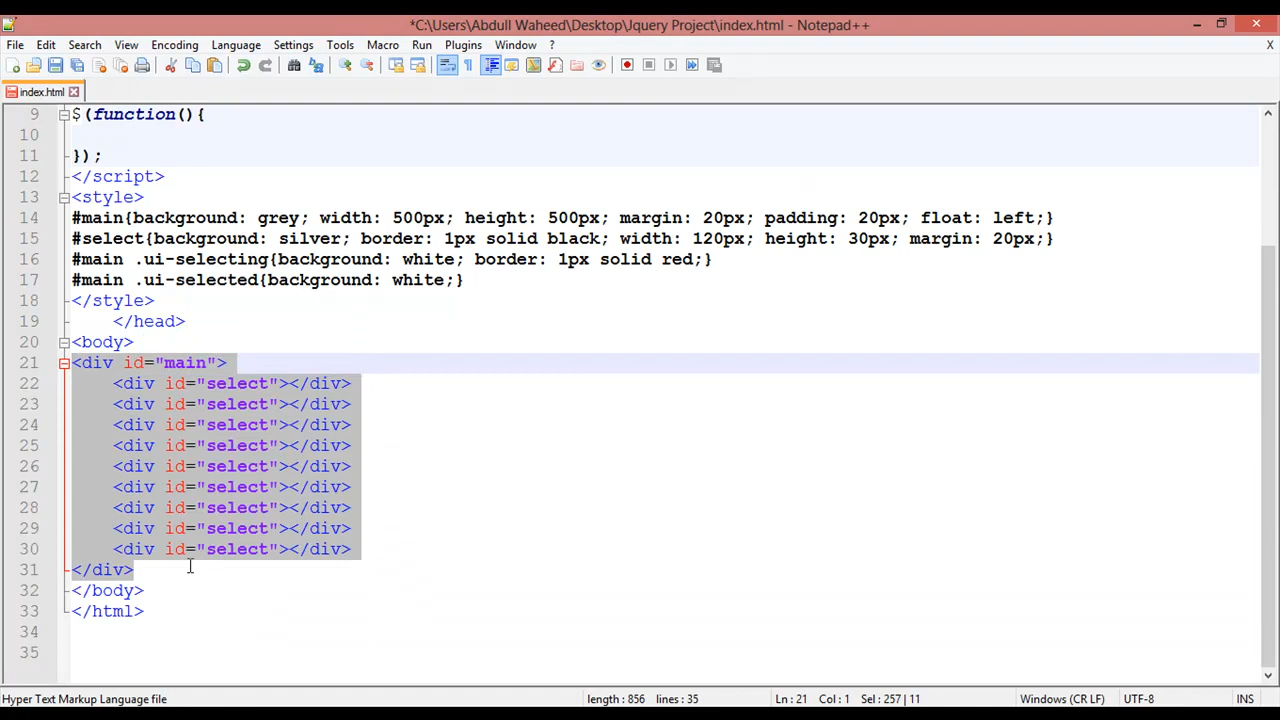 *C:\Users\Abdull Waheed\Desktop\Jquery Project\index.html - Notepad++
File Edit Search View Encoding Language Settings Tools Macro Run Plugins Window ? X
index.html
9 $(function(){
10
11 });
12 </script>
13 <style>
14 #main{background: grey; width: 500px; height: 500px; margin: 20px; padding: 20px; float: left;}
15 #select{background: silver; border: 1px solid black; width: 120px; height: 30px; margin: 20px;}
16 #main .ui-selecting{background: white; border: 1px solid red;}
17 #main .ui-selected{background: white;}
18 </style>
19 </head>
20 <body>
21 <div id="main">
22 <div id="select"></div>
23 <div id="select"></div>
24 <div id="select"></div>
25 <div id="select"></div>
26 <div id="select"></div>
27 <div id="select"></div>
28 <div id="select"></div>
29 <div id="select"></div>
30 <div id="select"></div>
31 </div>
32 </body>
33 </html>
34
35
Hyper Text Markup Language file length : 856 lines : 35 Ln : 21 Col : 1 Sel : 257 | 11 Windows (CR LF) UTF-8 INS